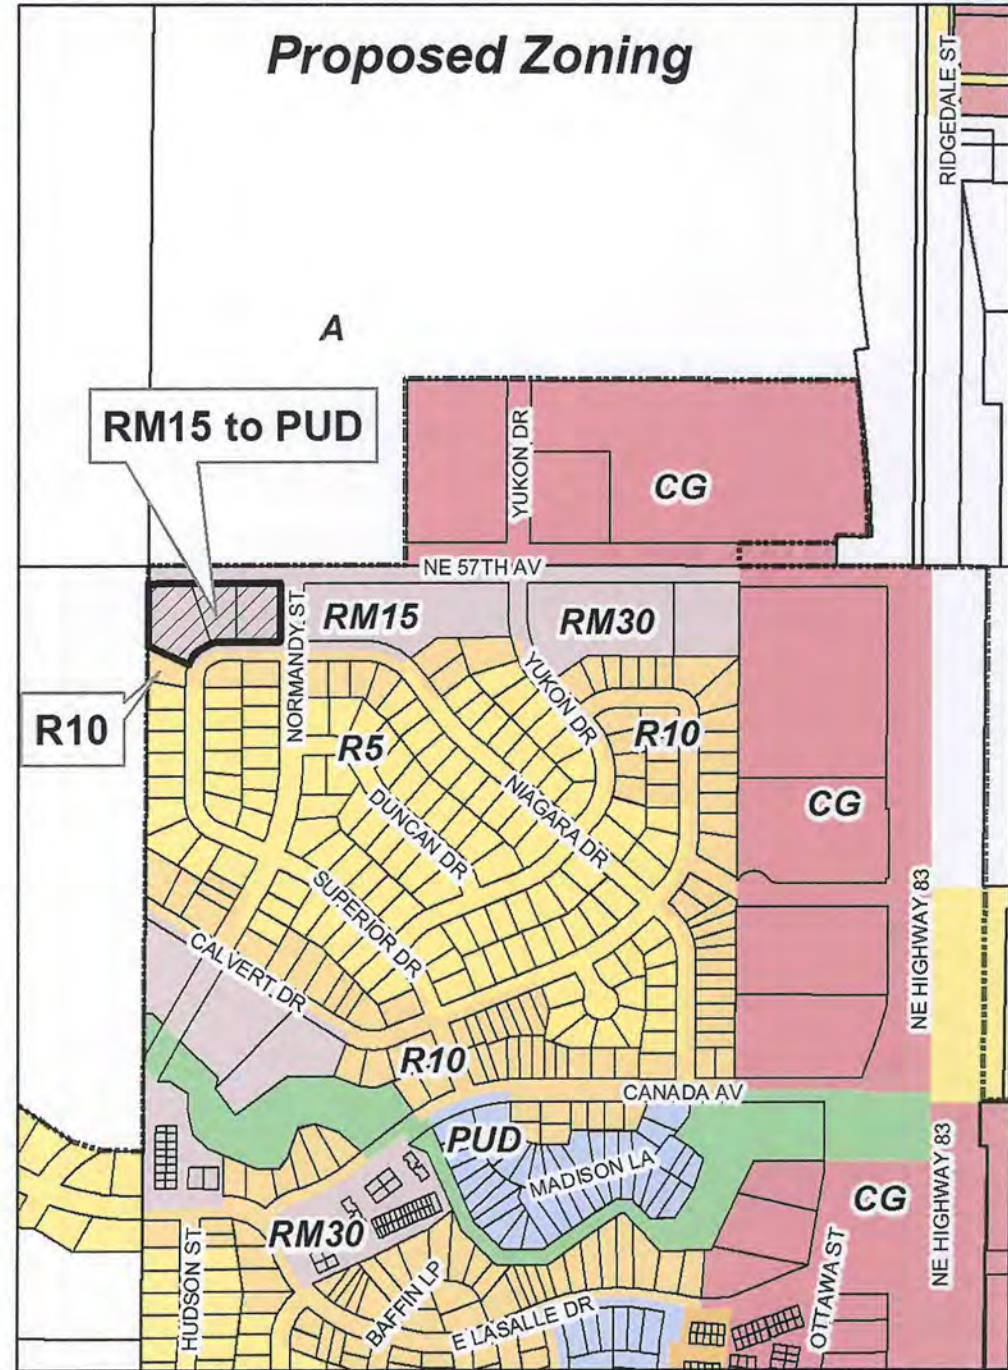 Proposed Zoning
RIDGEDALE ST
A
RM15 to PUD
YUKON DR
CG
NE 57TH AV
RM15
RM30
NORMANDY ST
YUKON DR
R10
R10
R5
CG
NIAGARA DR
DUNCAN DR
SUPERIOR DR
CALVERT DR
NE HIGHWAY 83
R10
CANADA AV
PUD
MADISON LA
CG
NE HIGHWAY 83
RM30
HUDSON ST
BAFFIN LP
E LASALLE DR
OTTAWA ST